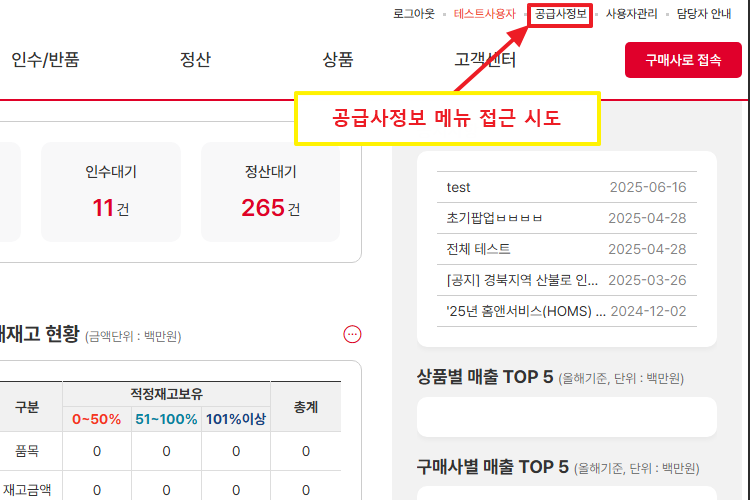 로그아웃 테스트사용자 공급사정보 사용자관리 담당자 안내
인수/반품 정산 상품 고객센터 구매사로 접속
공급사정보 메뉴 접근 시도
인수대기 정산대기
11 건 265 건
test 2025-06-16
초기팝업ㅂㅂㅂㅂ 2025-04-28
전체 테스트 2025-04-28
[공지] 경북지역 산불로 인... 2025-03-26
'25년 홈앤서비스(HOMS) ... 2024-12-02
재고 현황 (금액단위 : 백만원)
구분 적정재고보유 총계
0~50% 51~100% 101%이상
품목 0 0 0 0
재고금액 0 0 0 0
상품별 매출 TOP 5 (올해기준, 단위 : 백만원)
구매사별 매출 TOP 5 (올해기준, 단위 : 백만원)